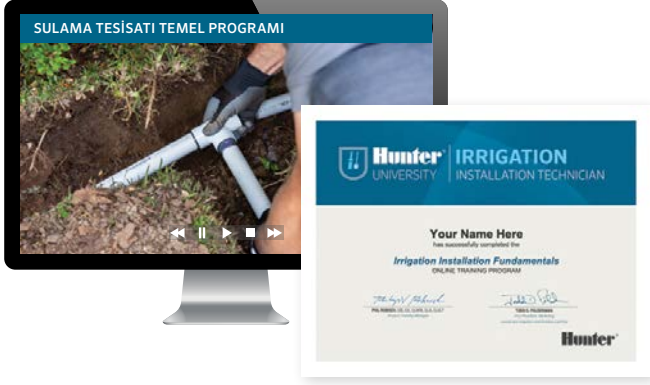 SULAMA TESİSATI TEMEL PROGRAMI
Hunter
UNIVERSITY
IRRIGATION
INSTALLATION TECHNICIAN
Your Name Here
has successfully completed the
Irrigation Installation Fundamentals
ONLINE TRAINING PROGRAM
Hunter